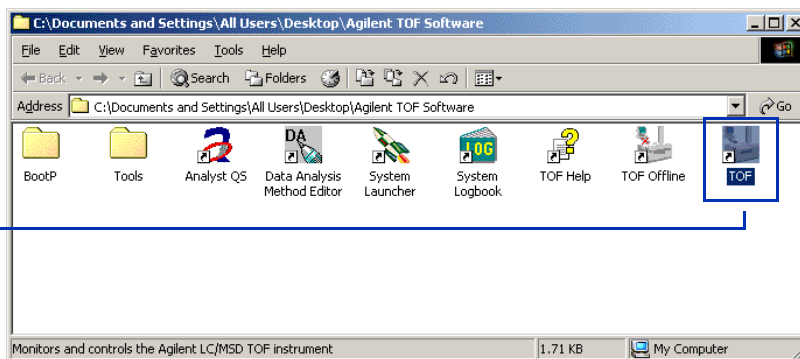 C:\Documents and Settings\All Users\Desktop\Agilent TOF Software
File Edit View Favorites Tools Help
Back Search Folders
Address C:\Documents and Settings\All Users\Desktop\Agilent TOF Software Go
DA
LOG
BootP Tools Analyst QS Data Analysis System System TOF Help TOF Offline TOF
Method Editor Launcher Logbook
Monitors and controls the Agilent LC/MSD TOF instrument 1.71 KB My Computer